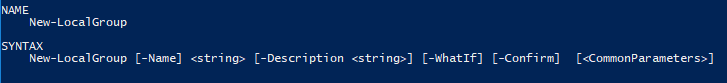 NAME
New-LocalGroup
SYNTAX
New-LocalGroup [-Name] <string> [-Description <string>] [-WhatIf] [-Confirm]  [<CommonParameters>]